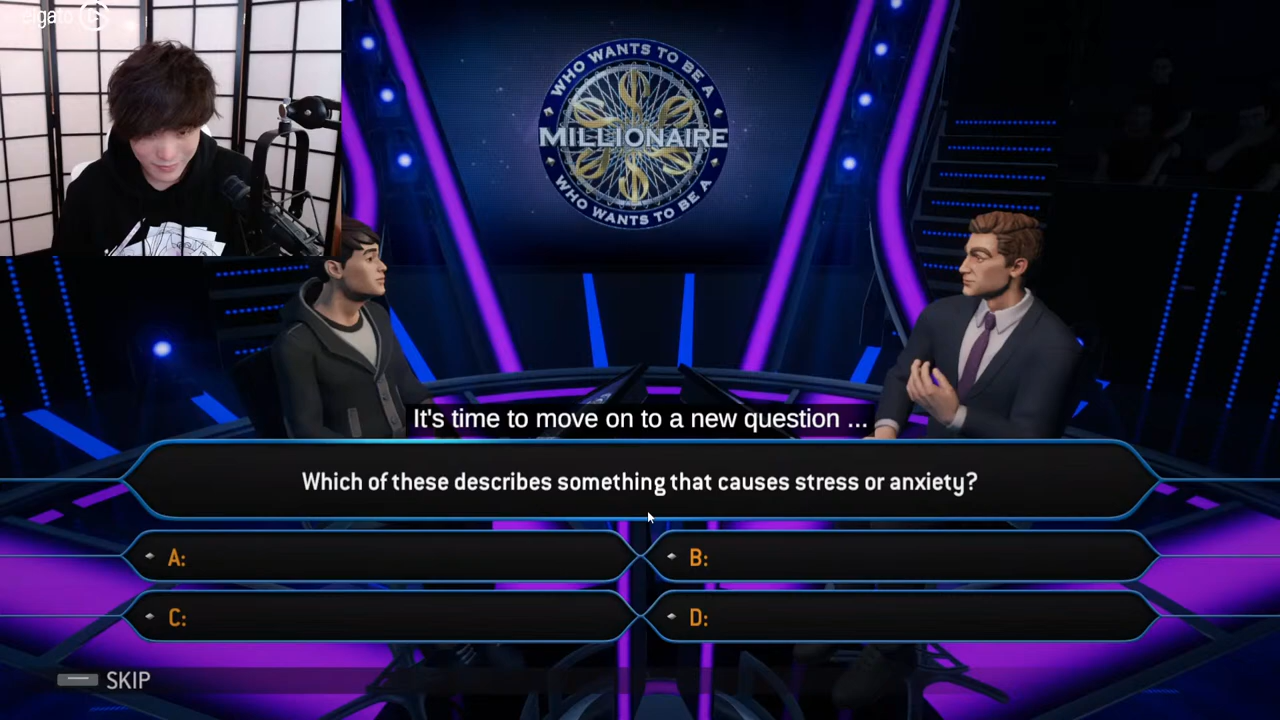 elgato
WHO WANTS TO BE A
MILLIONAIRE
WHO WANTS TO BE A
It's time to move on to a new question ...
Which of these describes something that causes stress or anxiety?
A:
B:
C:
D:
SKIP